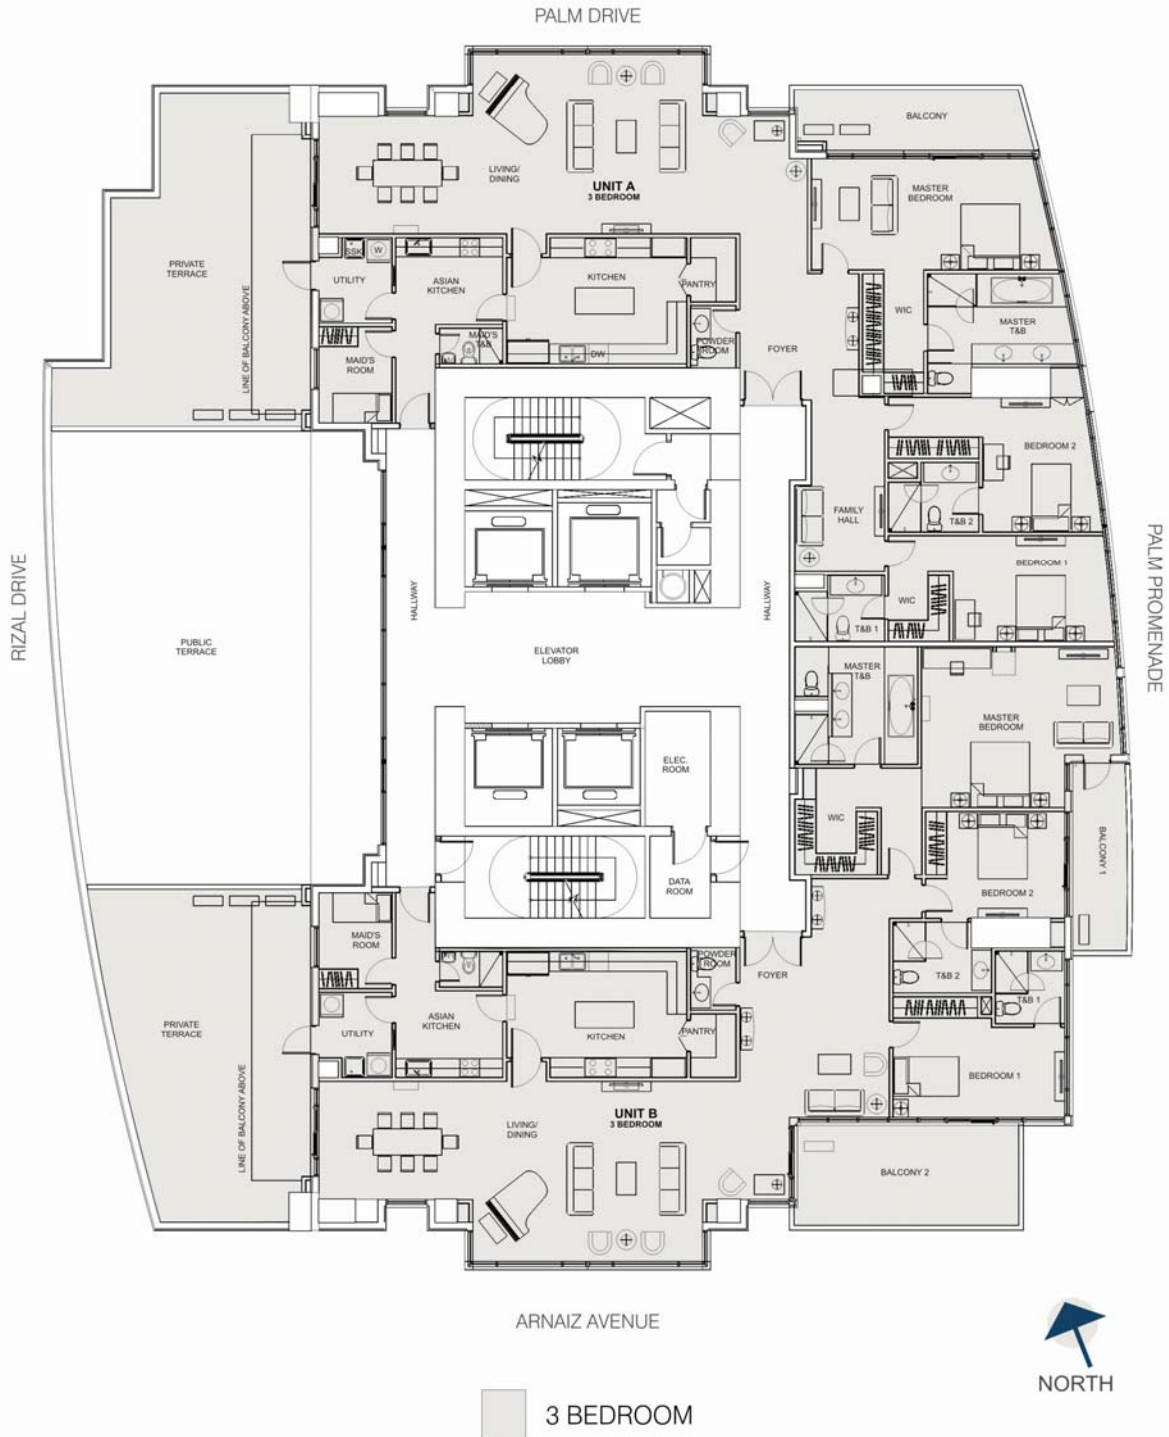 PALM DRIVE
BALCONY
LIVING/
DINING
UNIT A
3 BEDROOM
MASTER
BEDROOM
PRIVATE
TERRACE
LINE OF BALCONY ABOVE
SSK
W
UTILITY
ASIAN
KITCHEN
KITCHEN
PANTRY
WIC
MASTER
T&B
MAID'S
T&B
DW
POWDER
ROOM
FOYER
MAID'S
ROOM
BEDROOM 2
T&B 2
FAMILY
HALL
BEDROOM 1
WIC
T&B 1
HALLWAY
HALLWAY
RIZAL DRIVE
PALM PROMENADE
PUBLIC
TERRACE
ELEVATOR
LOBBY
MASTER
T&B
MASTER
BEDROOM
ELEC.
ROOM
WIC
BALCONY 1
DATA
ROOM
BEDROOM 2
MAID'S
ROOM
POWDER
ROOM
FOYER
T&B 2
T&B 1
PRIVATE
TERRACE
LINE OF BALCONY ABOVE
UTILITY
ASIAN
KITCHEN
KITCHEN
PANTRY
BEDROOM 1
LIVING/
DINING
UNIT B
3 BEDROOM
BALCONY 2
ARNAIZ AVENUE
NORTH
3 BEDROOM